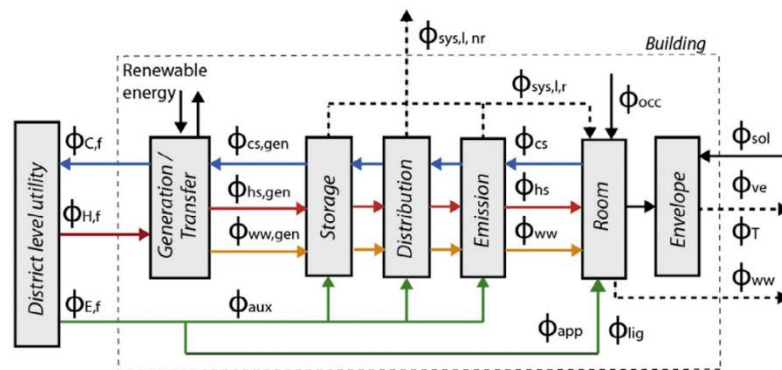 ϕsys,l, nr
Building
Renewable
energy
ϕsys,l,r
ϕocc
ϕC,f
ϕcs,gen
ϕcs
ϕsol
District level utility
Generation /
Transfer
Storage
Distribution
Emission
Room
Envelope
ϕhs,gen
ϕhs
ϕve
ϕH,f
ϕww,gen
ϕww
ϕT
ϕww
ϕE,f
ϕaux
ϕapp
ϕlig